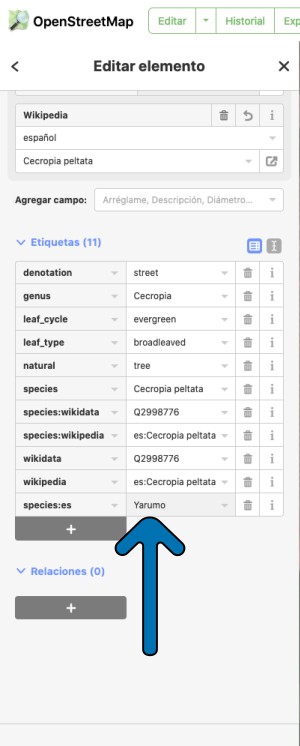 OpenStreetMap Editar Historial Exp
Editar elemento
Wikipedia
español
Cecropia peltata
Agregar campo: Arréglame, Descripción, Diámetro...
Etiquetas (11)
denotation street
genus Cecropia
leaf_cycle evergreen
leaf_type broadleaved
natural tree
species Cecropia peltata
species:wikidata Q2998776
species:wikipedia es:Cecropia peltata
wikidata Q2998776
wikipedia es:Cecropia peltata
species:es Yarumo
+
Relaciones (0)
+